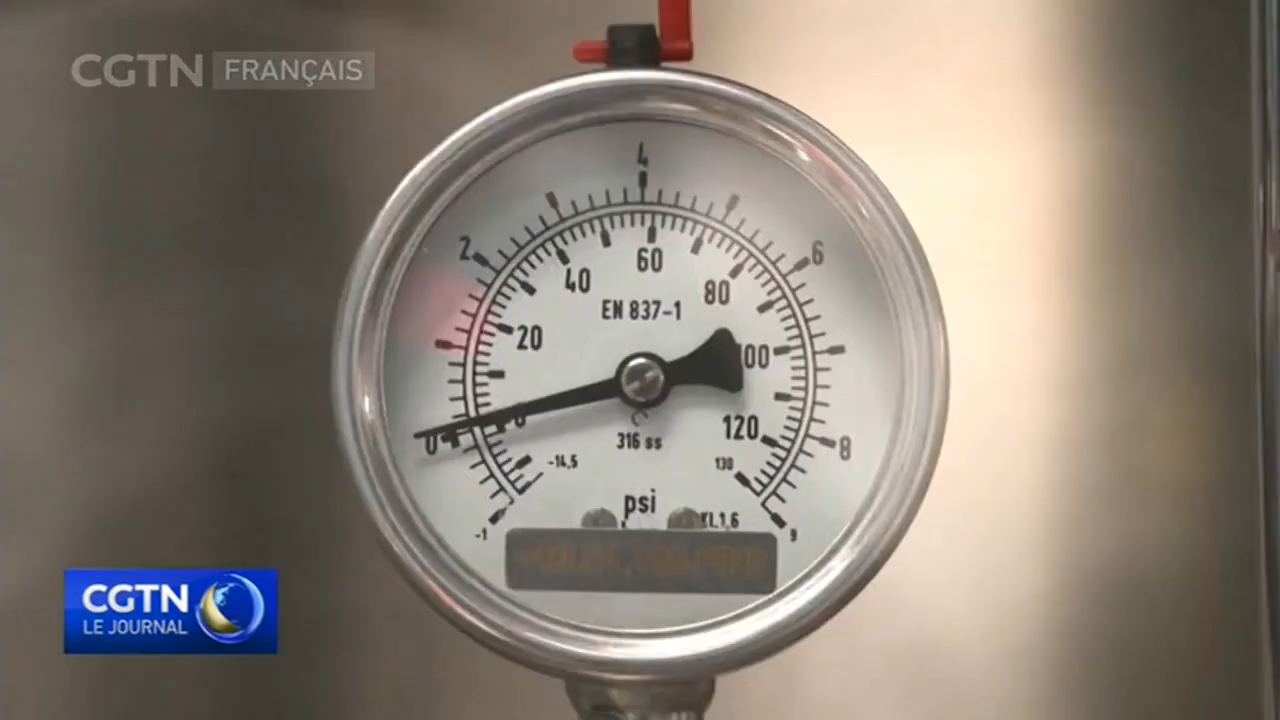 CGTN FRANÇAIS
4
2
6
60
40
80
EN 837-1
20
100
0
0
120
8
316 ss
-14,5
130
psi
KL1,6
-1
9
CGTN
LE JOURNAL